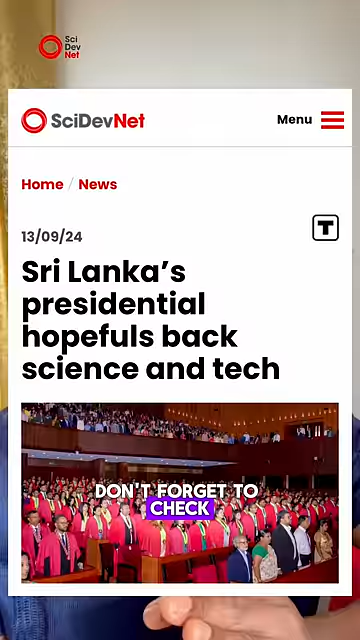 Sci
Dev
Net
SciDevNet
Menu
Home / News
T
13/09/24
Sri Lanka's
presidential
hopefuls back
science and tech
DON'T FORGET TO
CHECK